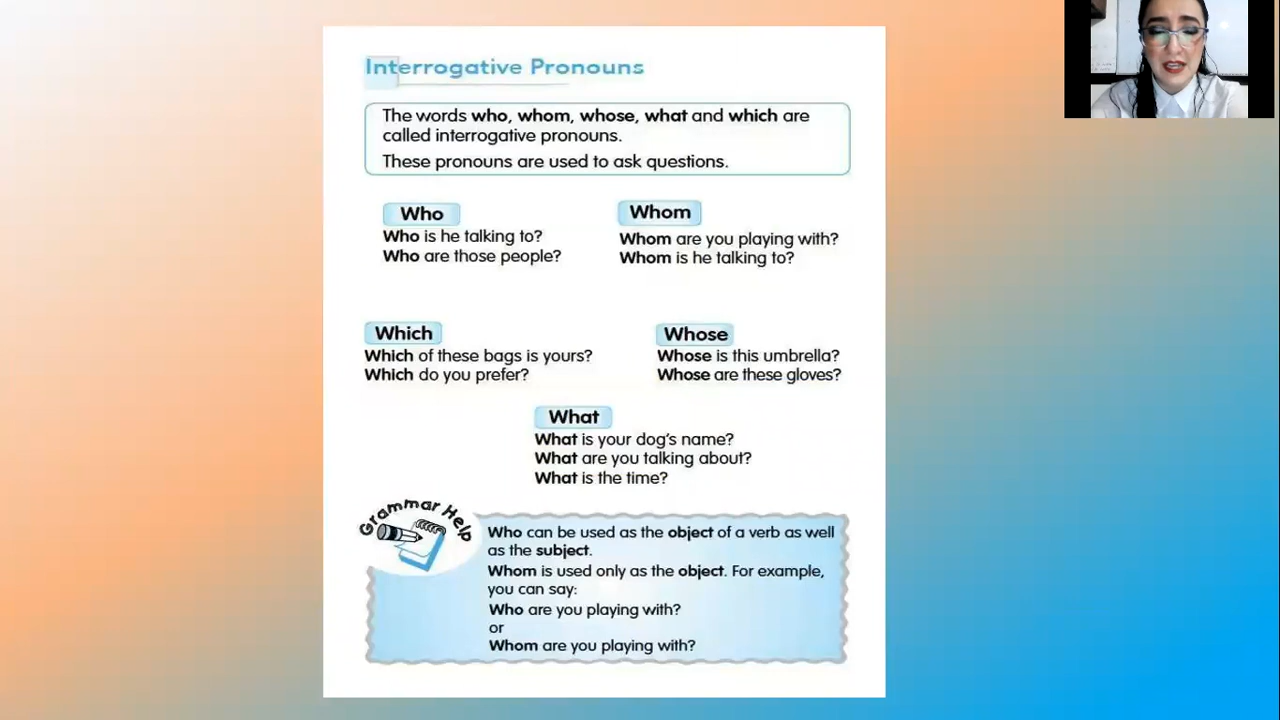 Interrogative Pronouns
The words who, whom, whose, what and which are
called interrogative pronouns.
These pronouns are used to ask questions.
Who
Who is he talking to?
Who are those people?
Whom
Whom are you playing with?
Whom is he talking to?
Which
Which of these bags is yours?
Which do you prefer?
Whose
Whose is this umbrella?
Whose are these gloves?
What
What is your dog's name?
What are you talking about?
What is the time?
Grammar Help
Who can be used as the object of a verb as well
as the subject.
Whom is used only as the object. For example,
you can say:
Who are you playing with?
or
Whom are you playing with?